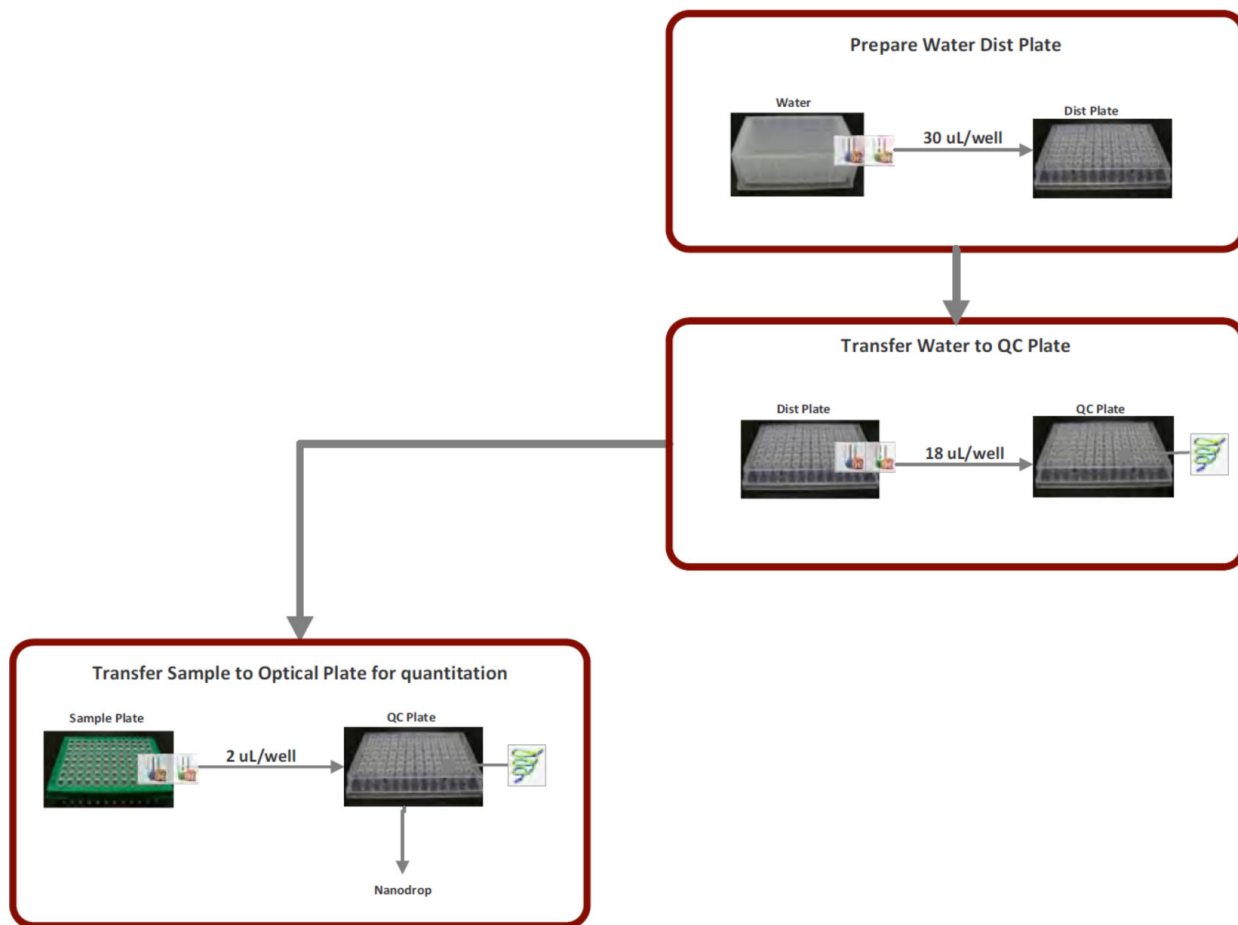 Prepare Water Dist Plate
Water
Dist Plate
30 uL/well
Transfer Water to QC Plate
Dist Plate
QC Plate
18 uL/well
Transfer Sample to Optical Plate for quantitation
Sample Plate
QC Plate
2 uL/well
Nanodrop